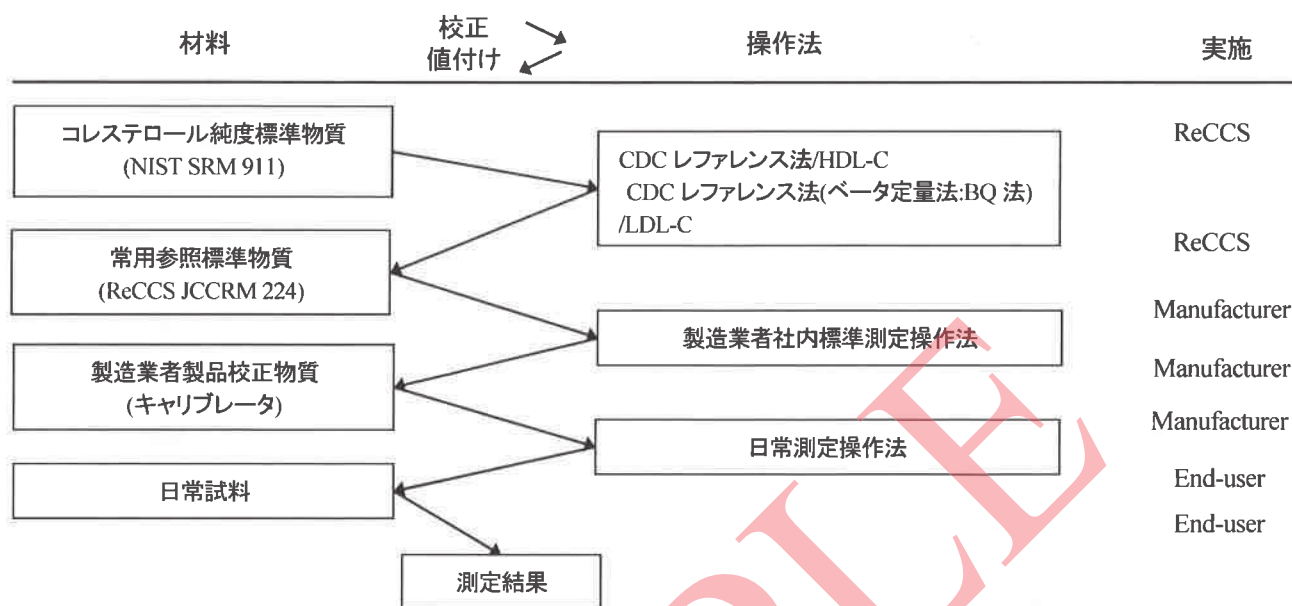 材料
校正
値付け
操作法
実施
コレステロール純度標準物質
(NIST SRM 911)
ReCCS
CDC レファレンス法/HDL-C
CDC レファレンス法(ベータ定量法:BQ 法)
/LDL-C
常用参照標準物質
(ReCCS JCCRM 224)
ReCCS
Manufacturer
製造業者社内標準測定操作法
製造業者製品校正物質
(キャリブレータ)
Manufacturer
Manufacturer
日常測定操作法
日常試料
End-user
End-user
測定結果
PLE